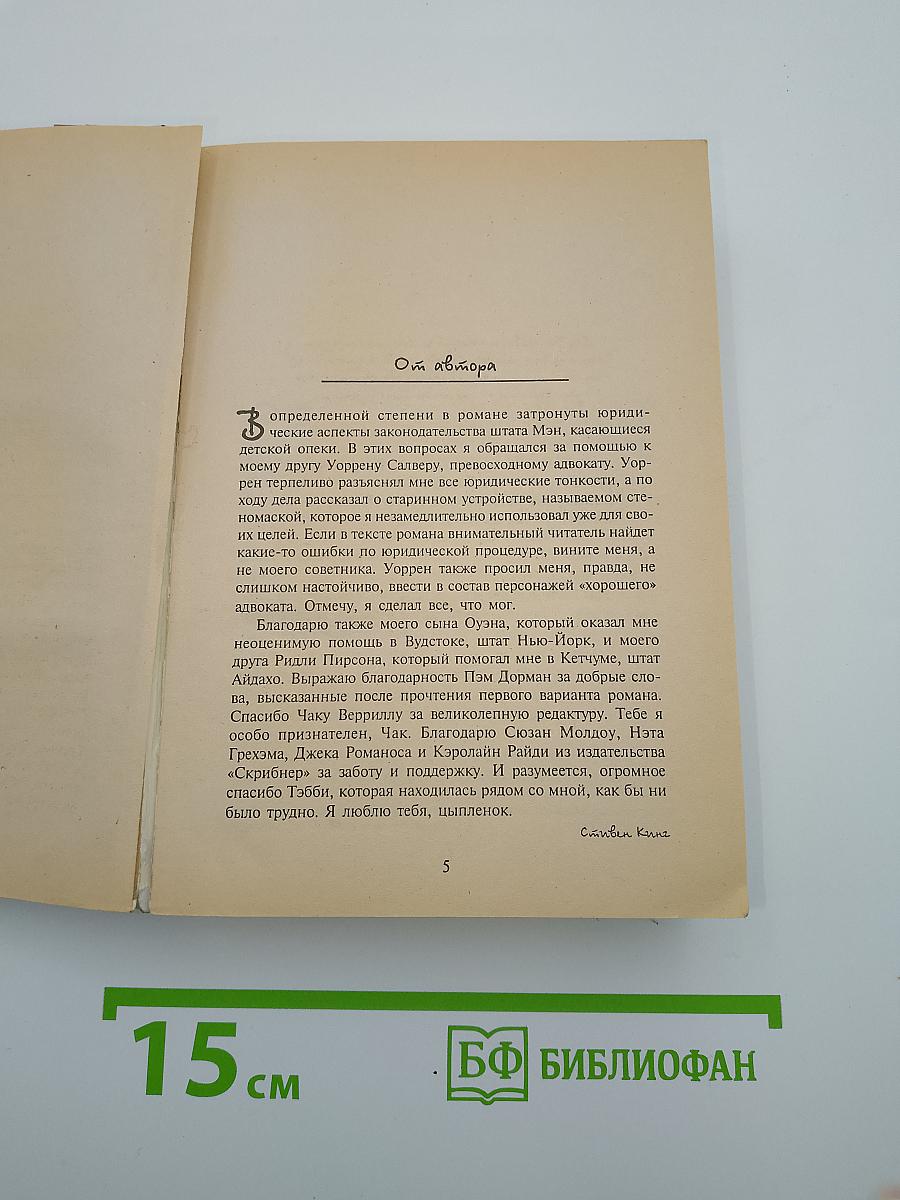 От автора
В определенной степени в романе затронуты юриди-
ческие аспекты законодательства штата Мэн, касающиеся
детской опеки. В этих вопросах я обращался за помощью к
моему другу Уоррену Салверу, превосходному адвокату. Уор-
рен терпеливо разъяснял мне все юридические тонкости, а по
ходу дела рассказал о старинном устройстве, называемом сте-
номаской, которое я незамедлительно использовал уже для сво-
их целей. Если в тексте романа внимательный читатель найдет
какие-то ошибки по юридической процедуре, вините меня, а
не моего советника. Уоррен также просил меня, правда, не
слишком настойчиво, ввести в состав персонажей «хорошего»
адвоката. Отмечу, я сделал все, что мог.
Благодарю также моего сына Оуэна, который оказал мне
неоценимую помощь в Вудстоке, штат Нью-Йорк, и моего
друга Ридли Пирсона, который помогал мне в Кетчуме, штат
Айдахо. Выражаю благодарность Пэм Дорман за добрые сло-
ва, высказанные после прочтения первого варианта романа.
Спасибо Чаку Верриллу за великолепную редактуру. Тебе я
особо признателен, Чак. Благодарю Сюзан Молдоу, Нэта
Грехэма, Джека Романоса и Кэролайн Райди из издательства
«Скрибнер» за заботу и поддержку. И разумеется, огромное
спасибо Тэбби, которая находилась рядом со мной, как бы ни
было трудно. Я люблю тебя, цыпленок.
Стивен Кинг
5
15 см
БФ БИБЛИОФАН